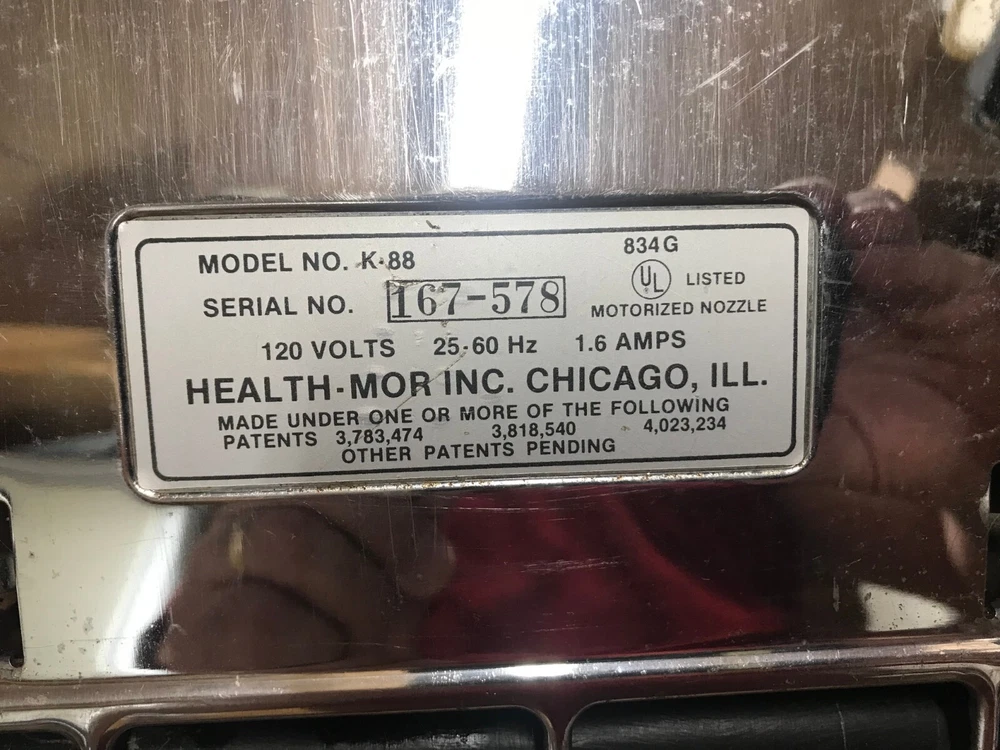 MODEL NO. K-88 834G
SERIAL NO. 167-578 UL LISTED
MOTORIZED NOZZLE
120 VOLTS 25-60 Hz 1.6 AMPS
HEALTH-MOR INC. CHICAGO, ILL.
MADE UNDER ONE OR MORE OF THE FOLLOWING
PATENTS 3,783,474 3,818,540 4,023,234
OTHER PATENTS PENDING